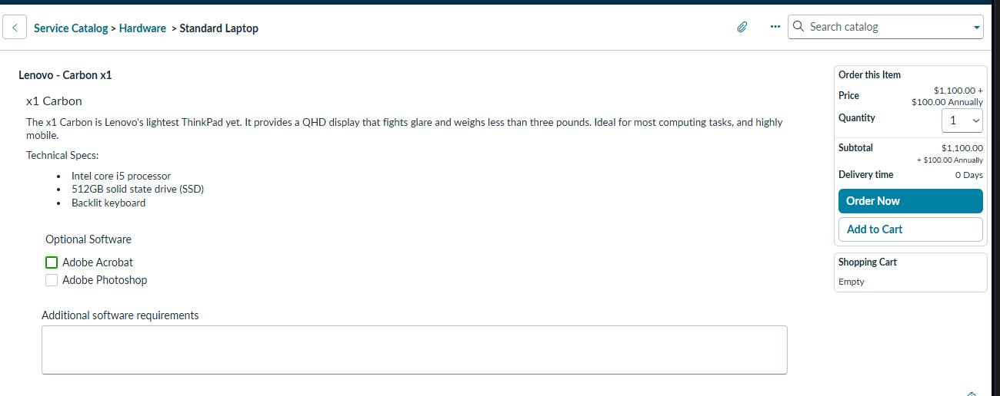 Service Catalog > Hardware > Standard Laptop
Search catalog
Lenovo - Carbon x1
x1 Carbon
The x1 Carbon is Lenovo's lightest ThinkPad yet. It provides a QHD display that fights glare and weighs less than three pounds. Ideal for most computing tasks, and highly
mobile.
Technical Specs:
• Intel core i5 processor
• 512GB solid state drive (SSD)
• Backlit keyboard
Optional Software
Adobe Acrobat
Adobe Photoshop
Additional software requirements
Order this Item
Price $1,100.00 +
$100.00 Annually
Quantity 1
Subtotal $1,100.00
+ $100.00 Annually
Delivery time 0 Days
Order Now
Add to Cart
Shopping Cart
Empty